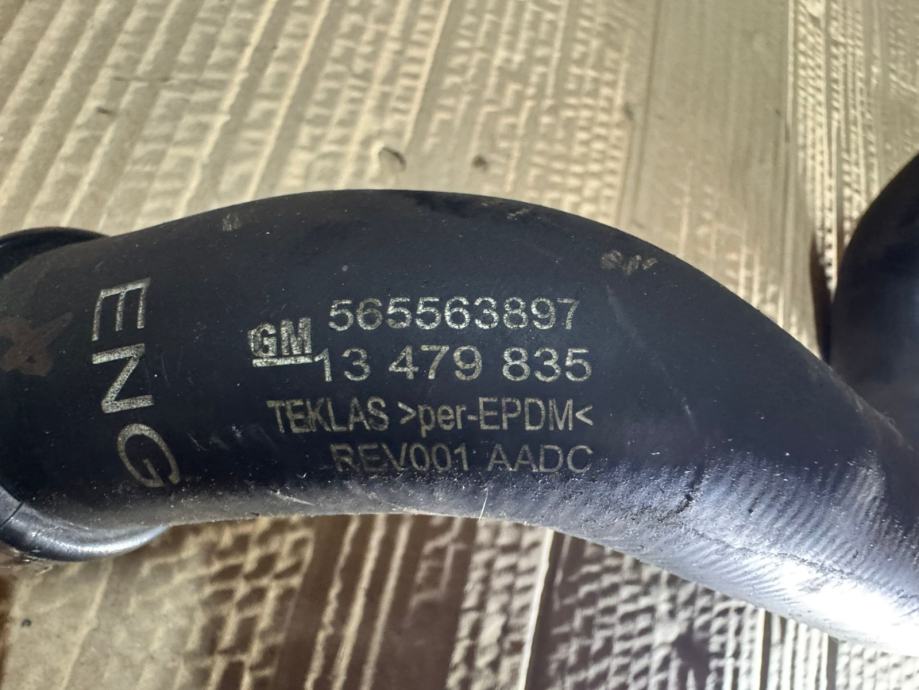 ENG
565563897
GM
13 479 835
TEKLAS >per-EPDM<
REV001 AADC